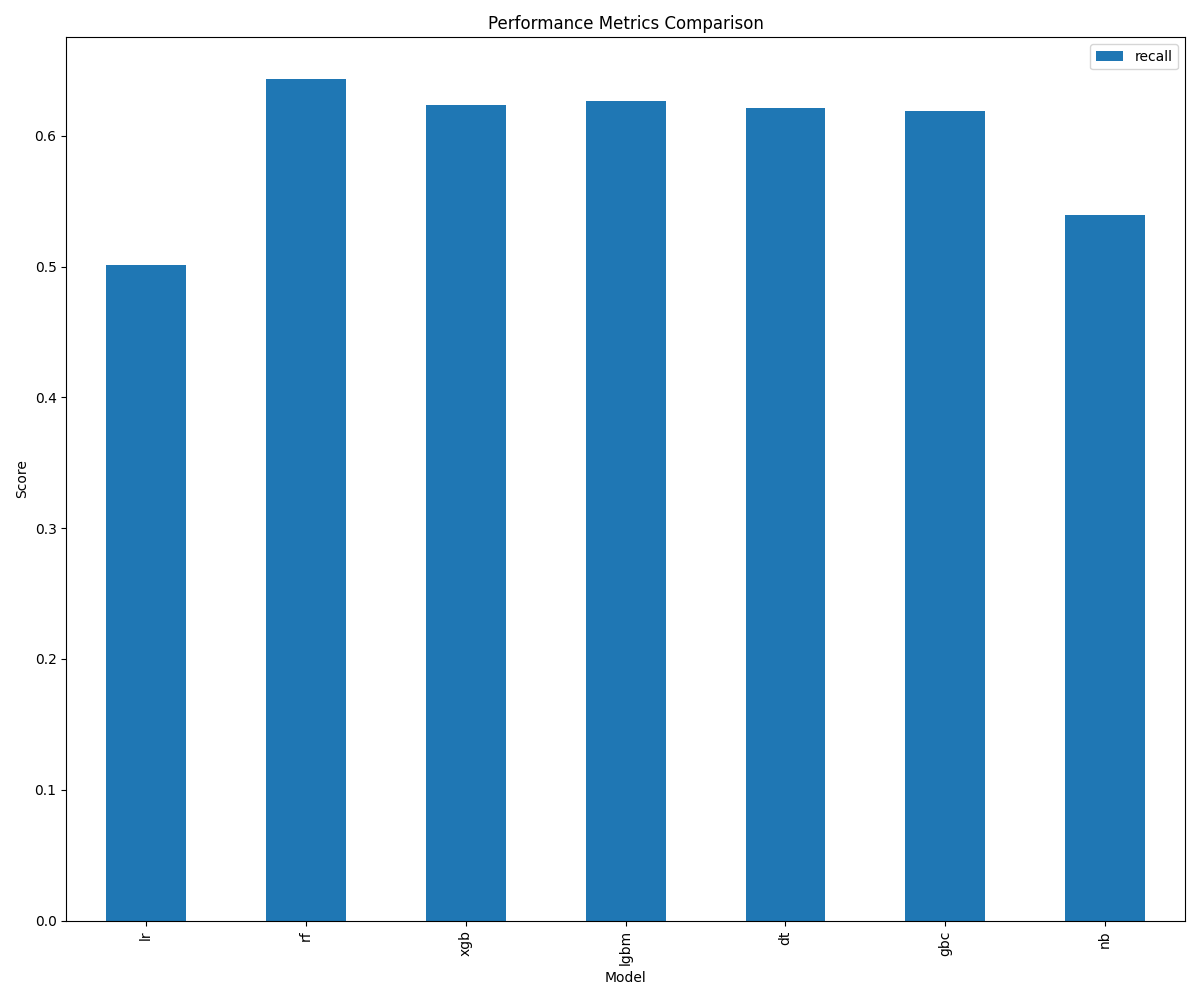 Performance Metrics Comparison
recall
0.6
0.5
0.4
0.3
0.2
0.1
0.0
Score
lr
rf
xgb
lgbm
dt
gbc
nb
Model